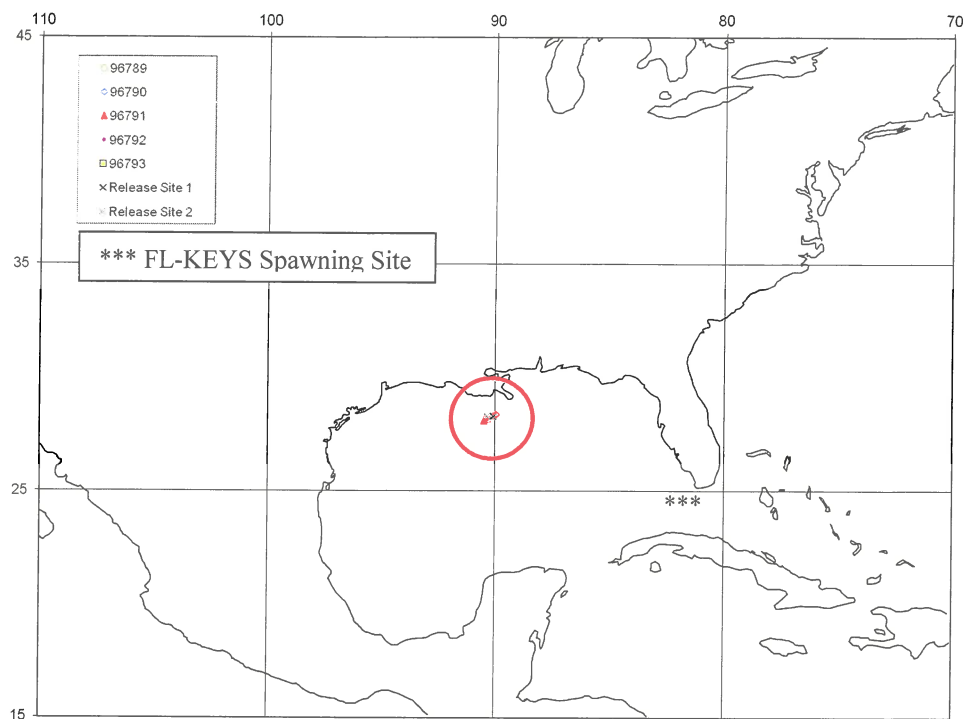 110 100 90 80 70
45
96789
96790
96791
96792
96793
Release Site 1
Release Site 2
*** FL-KEYS Spawning Site
35
25
***
15